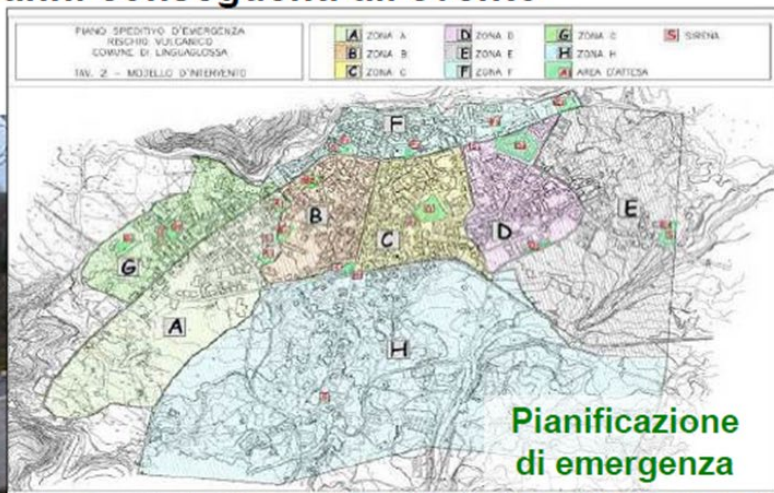 PIANO SPEDITIVO D'EMERGENZA
RISCHIO VULCANICO
COMUNE DI LINGUAGLOSSA
TAV. 2 - MODELLO D'INTERVENTO
A ZONA A
D ZONA D
G ZONA G
S SIRENA
B ZONA B
E ZONA E
H ZONA H
C ZONA C
F ZONA F
A AREA D'ATTESA
F
B
E
C
D
G
A
H
Pianificazione
di emergenza